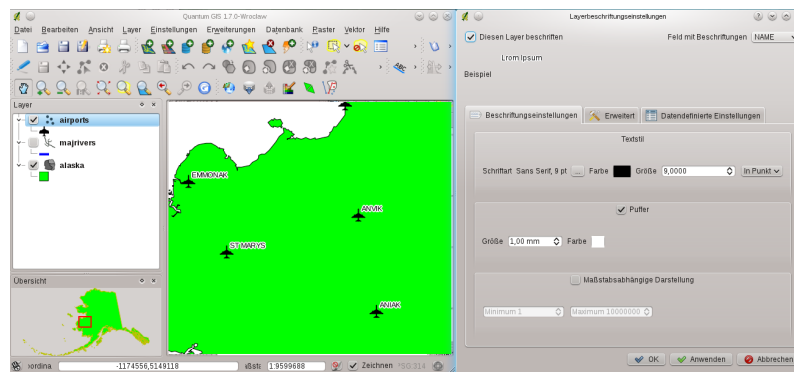 Quantum GIS 1.7.0-Wroclaw
Datei Bearbeiten Ansicht Layer Einstellungen Erweiterungen Datenbank Raster Vektor Hilfe
Layer
airports
majrivers
alaska
Übersicht
EMMONAK
ANVIK
ST MARYS
ANIAK
-1174556,5149118
1:9599688
Zeichnen
Layerbeschriftungseinstellungen
Diesen Layer beschriften
Feld mit Beschriftungen NAME
Lrom Ipsum
Beispiel
Beschriftungseinstellungen Erweitert Datendefinierte Einstellungen
Textstil
Schriftart Sans Serif, 9 pt ... Farbe Größe 9,0000 In Punkt
Puffer
Größe 1,00 mm Farbe
Maßstabsabhängige Darstellung
Minimum 1 Maximum 10000000
OK Anwenden Abbrechen